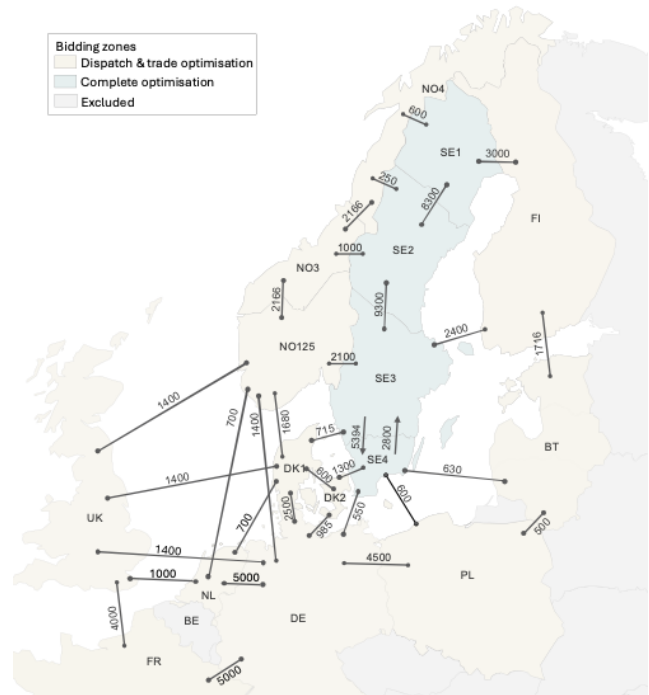 Bidding zones
Dispatch & trade optimisation
Complete optimisation
Excluded
NO4
600
SE1
3000
250
8300
2166
FI
SE2
1000
NO3
2166
9300
2400
1716
NO125
2100
SE3
1400
700
1400
1680
715
5394
2800
BT
SE4
DK1
600
1300
630
1400
DK2
2500
550
600
UK
700
985
500
1400
4500
PL
1000
5000
NL
4000
BE
DE
FR
5000